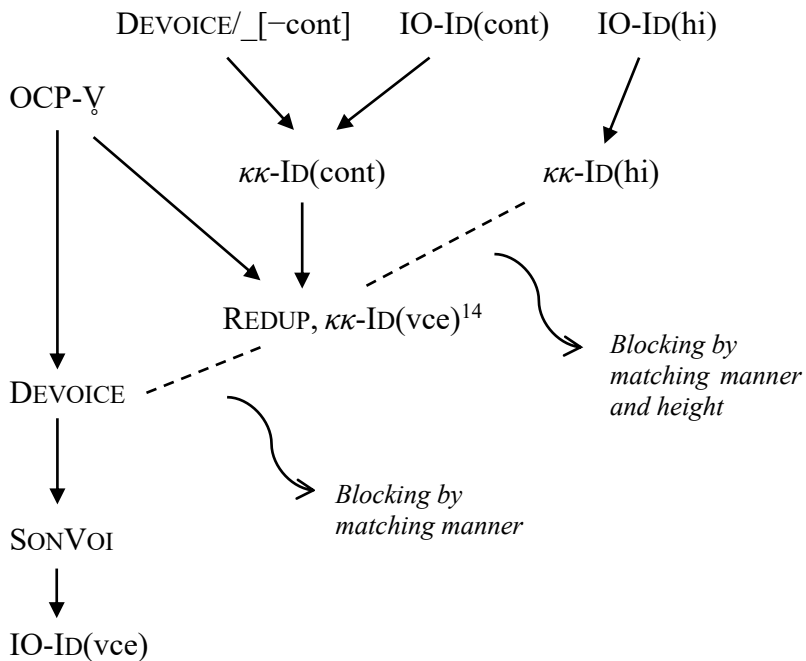 DEVOICE/_[−cont] IO-ID(cont) IO-ID(hi)
OCP-V̥
κκ-ID(cont) κκ-ID(hi)
REDUP, κκ-ID(vce)14
Blocking by
matching manner
and height
DEVOICE
Blocking by
matching manner
SONVOI
IO-ID(vce)